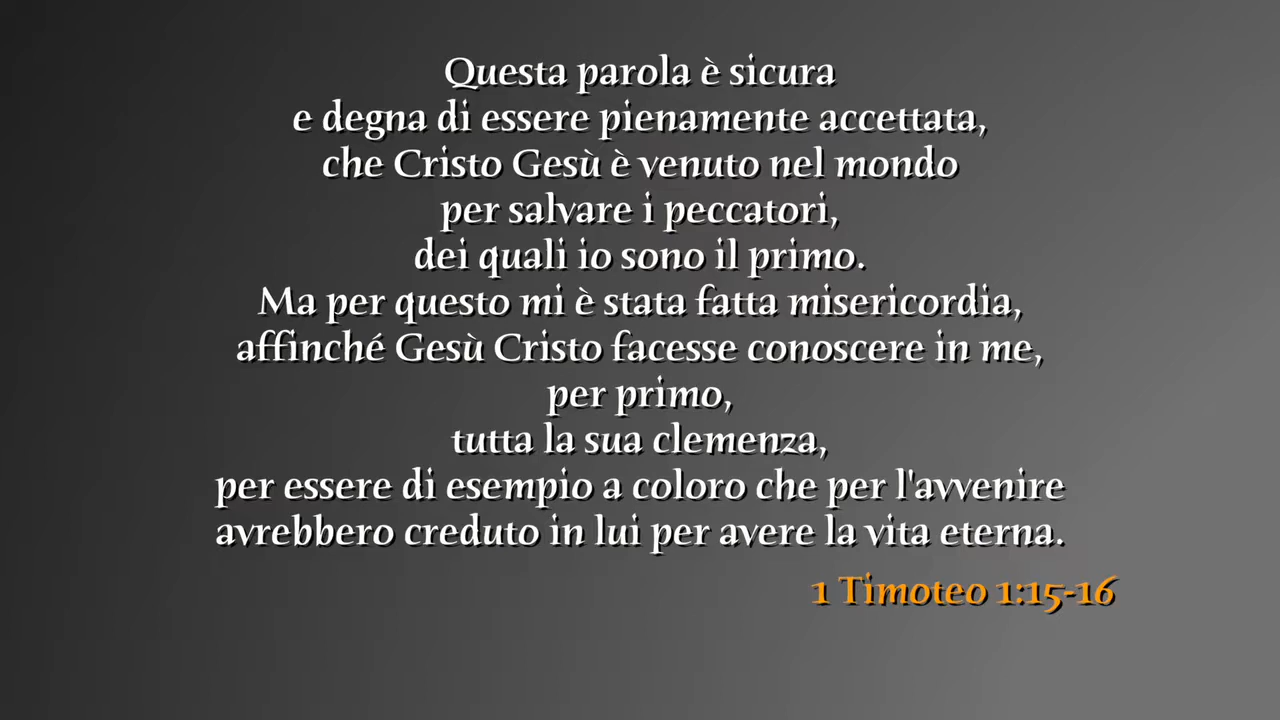 Questa parola è sicura
e degna di essere pienamente accettata,
che Cristo Gesù è venuto nel mondo
per salvare i peccatori,
dei quali io sono il primo.
Ma per questo mi è stata fatta misericordia,
affinché Gesù Cristo facesse conoscere in me,
per primo,
tutta la sua clemenza,
per essere di esempio a coloro che per l'avvenire
avrebbero creduto in lui per avere la vita eterna.
1 Timoteo 1:15-16